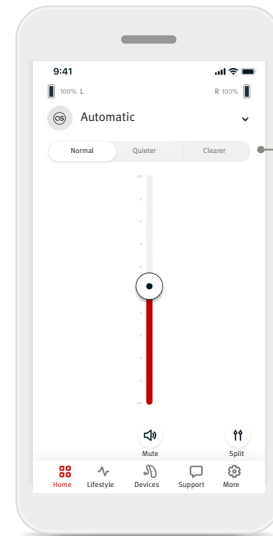 9:41
100% L R 100%
Automatic
Normal Quieter Clearer
Mute Split
Home Lifestyle Devices Support More